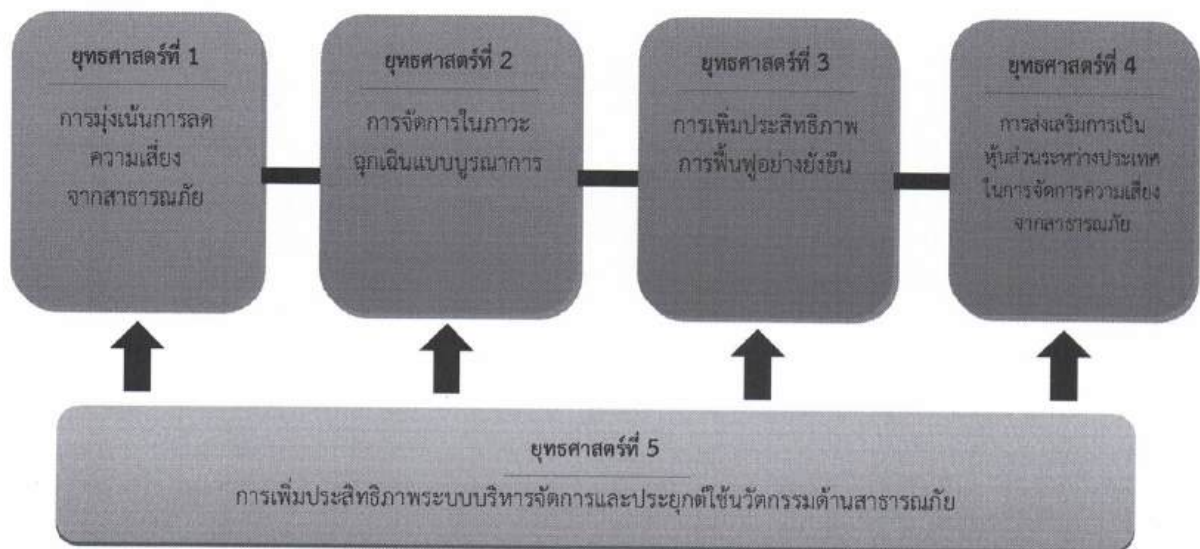 ยุทธศาสตร์ที่ 1
การมุ่งเน้นการลด
ความเสี่ยง
จากสาธารณภัย
ยุทธศาสตร์ที่ 2
การจัดการในภาวะ
ฉุกเฉินแบบบูรณาการ
ยุทธศาสตร์ที่ 3
การเพิ่มประสิทธิภาพ
การฟื้นฟูอย่างยั่งยืน
ยุทธศาสตร์ที่ 4
การส่งเสริมการเป็น
หุ้นส่วนระหว่างประเทศ
ในการจัดการความเสี่ยง
จากสาธารณภัย
ยุทธศาสตร์ที่ 5
การเพิ่มประสิทธิภาพระบบบริหารจัดการและประยุกต์ใช้นวัตกรรมด้านสาธารณภัย